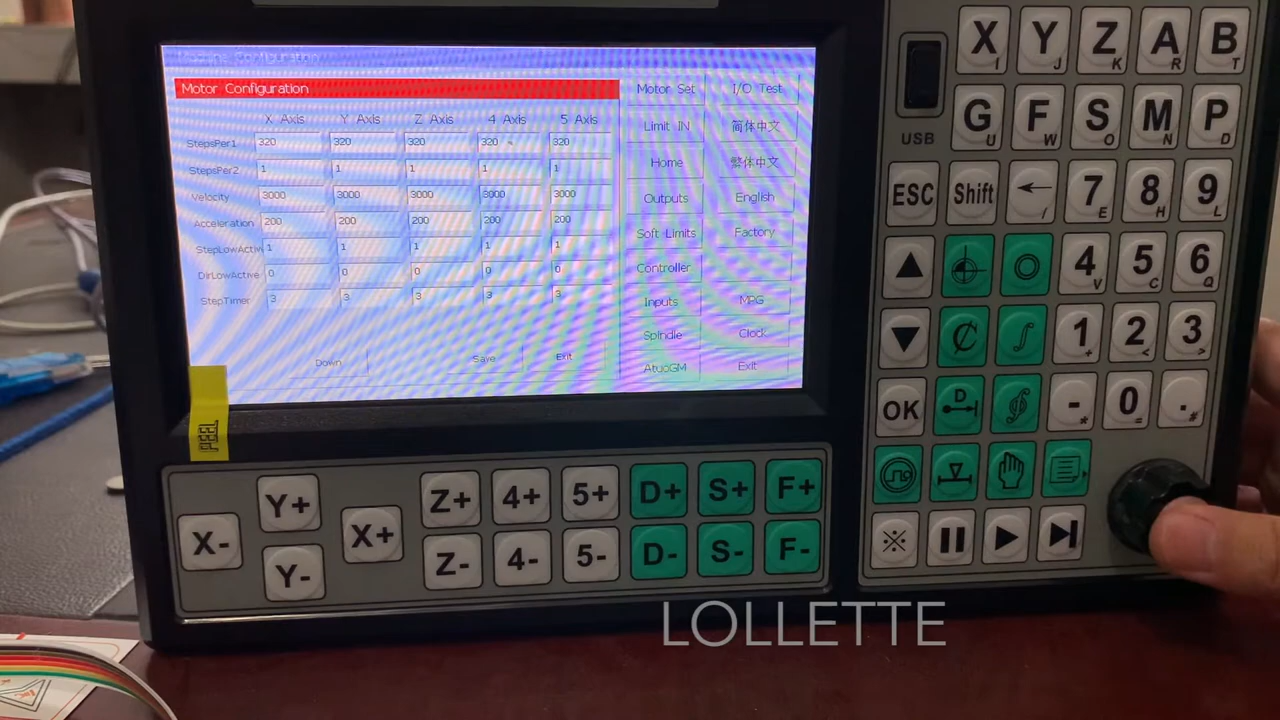 Machine Configuration
Motor Configuration
X Axis Y Axis Z Axis 4 Axis 5 Axis
StepsPer1 320 320 320 320 320
StepsPer2 1 1 1 1 1
Velocity 3000 3000 3000 3000 3000
Acceleration 200 200 200 200 200
StepLowActiv 1 1 1 1 1
DirLowActive 0 0 0 0 0
StepTimer 3 3 3 3 3
Down Save Exit
Motor Set I/O Test
Limit IN 简体中文
Home 繁体中文
Outputs English
Soft Limits Factory
Controller
Inputs MPG
Spindle Clock
AtuoGM Exit
PEEL
X- Y+ X+ Z+ 4+ 5+ D+ S+ F+
Y- Z- 4- 5- D- S- F-
USB
X I Y J Z K A R B T
G U F W S O M N P D
ESC Shift ← / 7 E 8 H 9 L
4 V 5 C 6 Q
1 + 2 < 3 >
OK D - * 0 = . #
LOLLETTE